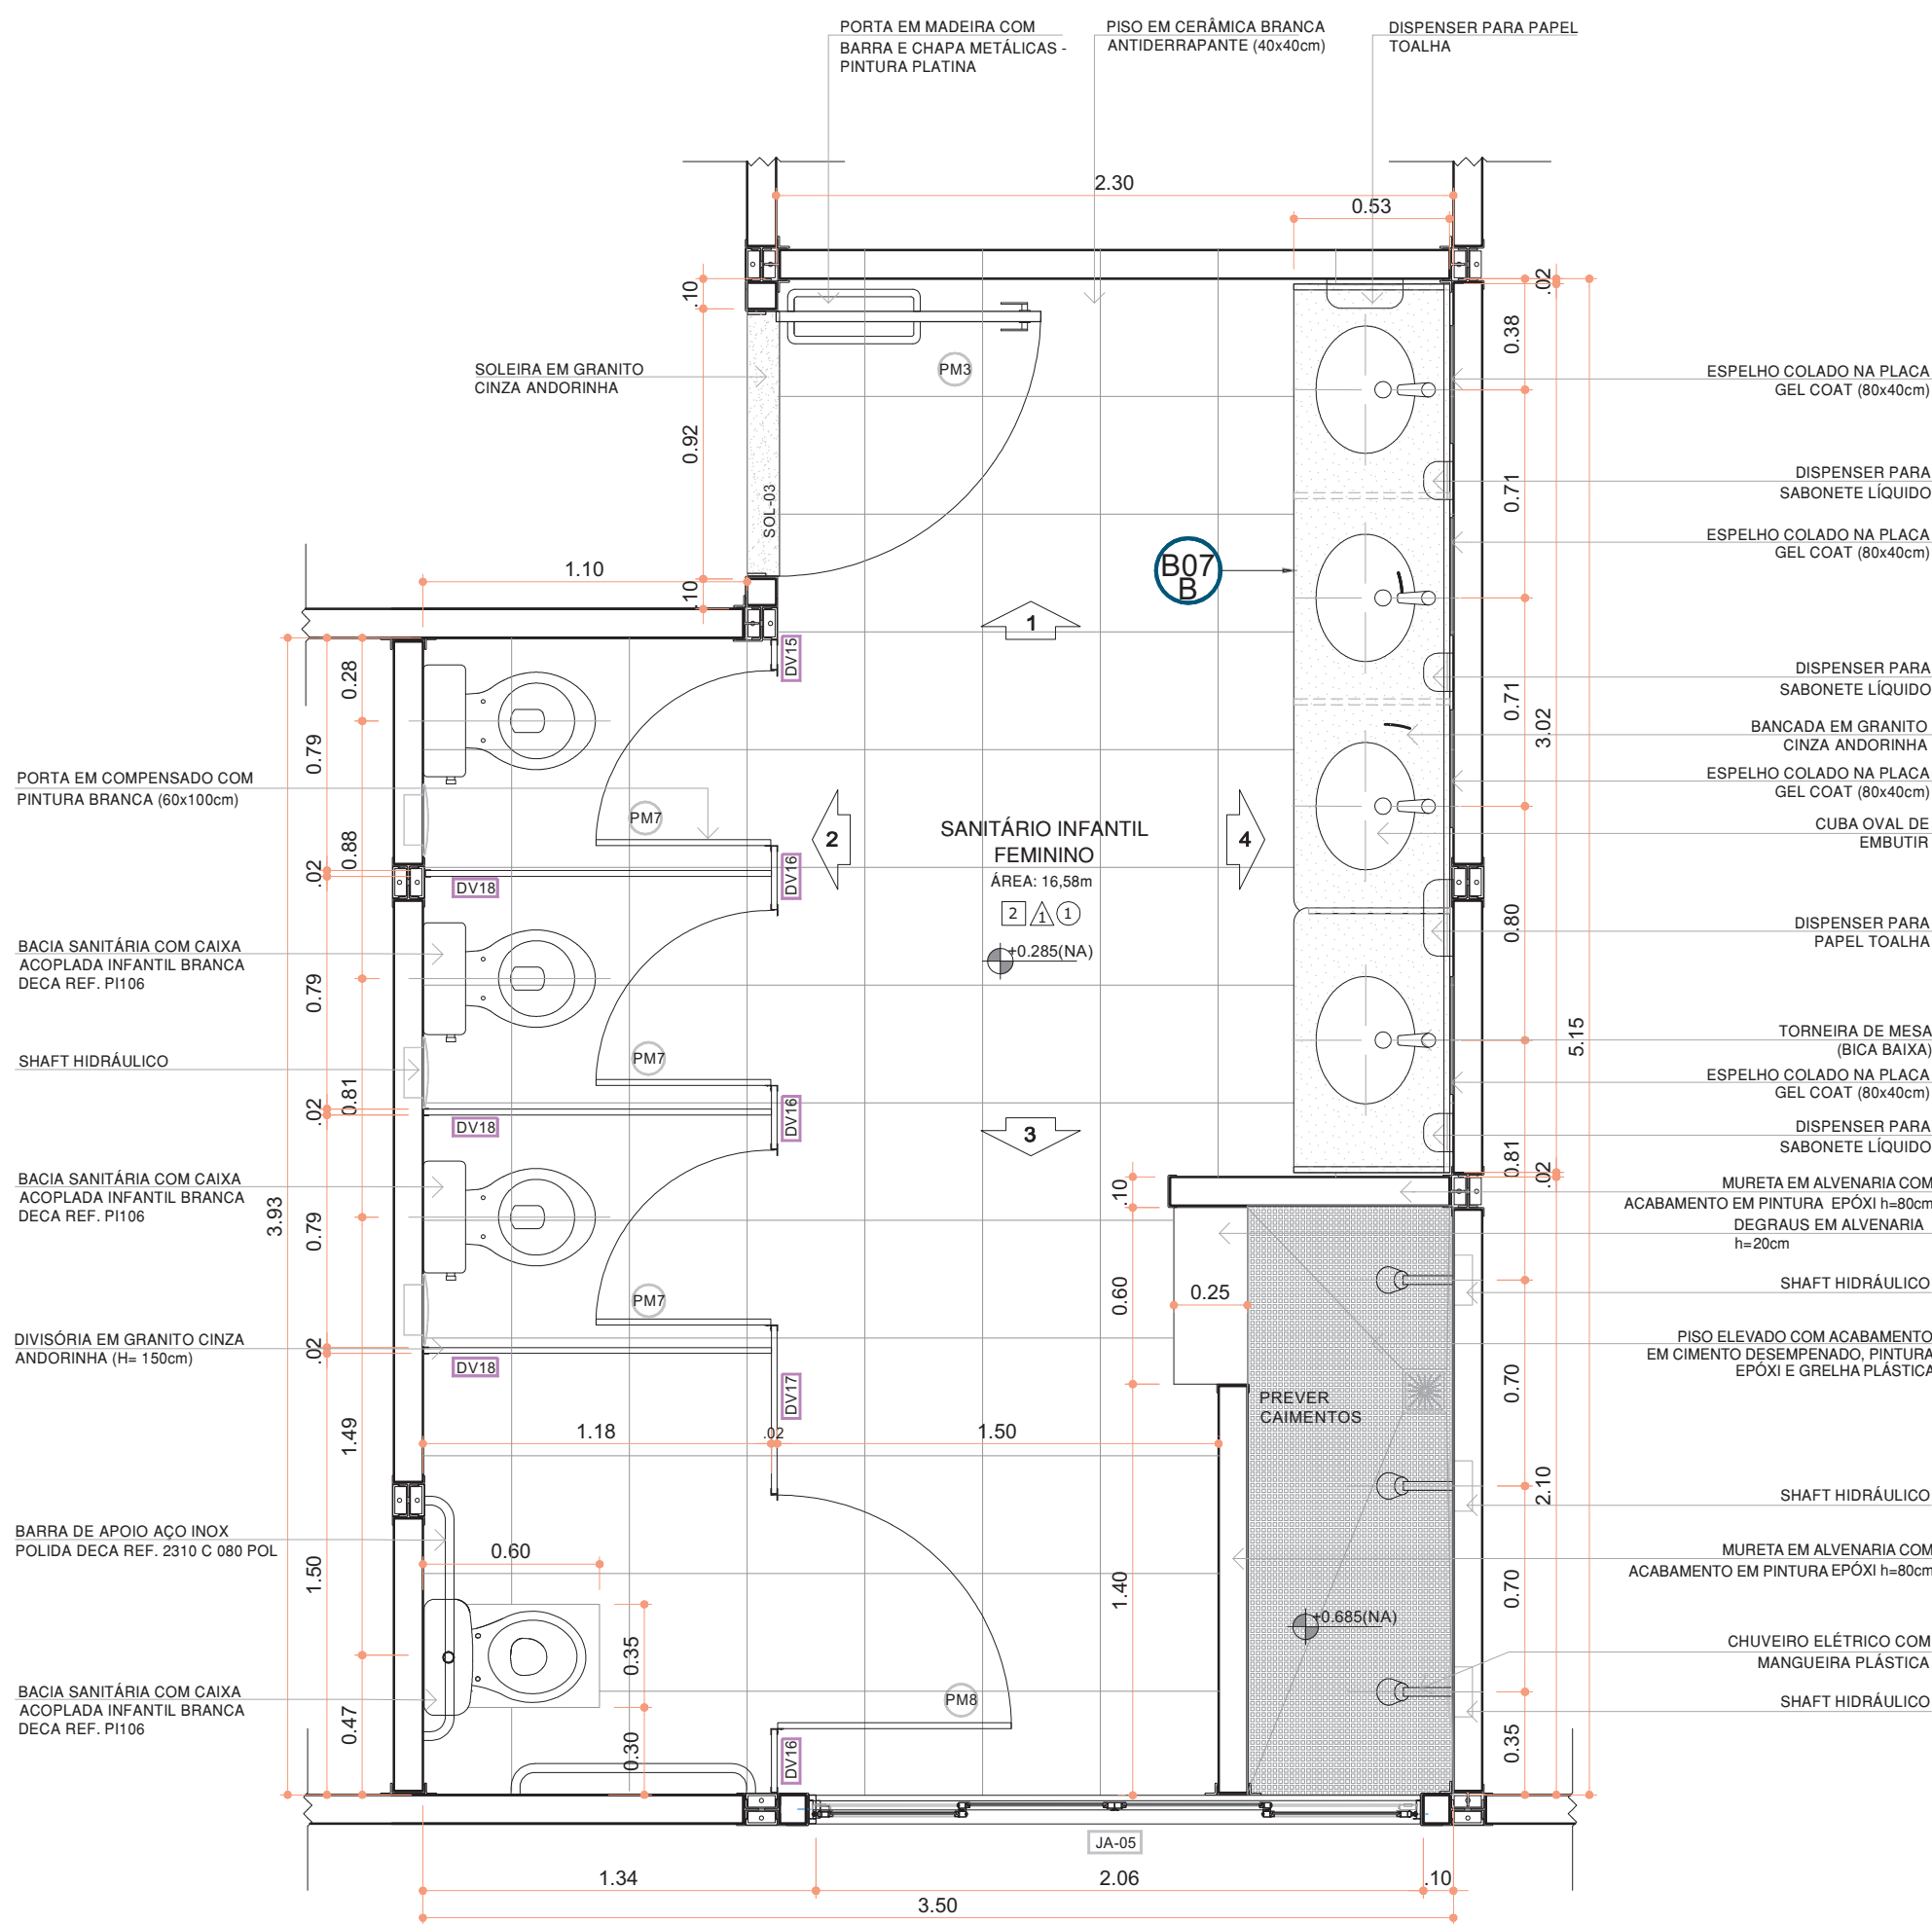 PORTA EM MADEIRA COM
BARRA E CHAPA METÁLICAS -
PINTURA PLATINA
PISO EM CERÂMICA BRANCA
ANTIDERRAPANTE (40x40cm)
DISPENSER PARA PAPEL
TOALHA
2.30
0.53
.10
.02
0.38
PM3
SOLEIRA EM GRANITO
CINZA ANDORINHA
ESPELHO COLADO NA PLACA
GEL COAT (80x40cm)
0.92
0.71
DISPENSER PARA
SABONETE LÍQUIDO
SOL-03
ESPELHO COLADO NA PLACA
GEL COAT (80x40cm)
1.10
.10
B07
B
1
DV15
0.28
DISPENSER PARA
SABONETE LÍQUIDO
0.71
3.02
BANCADA EM GRANITO
CINZA ANDORINHA
0.79
PORTA EM COMPENSADO COM
PINTURA BRANCA (60x100cm)
ESPELHO COLADO NA PLACA
GEL COAT (80x40cm)
PM7
2
SANITÁRIO INFANTIL
FEMININO
ÁREA: 16,58m
2
1
1
+0.285(NA)
4
CUBA OVAL DE
EMBUTIR
0.88
.02
DV18
DV16
0.80
DISPENSER PARA
PAPEL TOALHA
BACIA SANITÁRIA COM CAIXA
ACOPLADA INFANTIL BRANCA
DECA REF. PI106
0.79
5.15
TORNEIRA DE MESA
(BICA BAIXA)
SHAFT HIDRÁULICO
PM7
ESPELHO COLADO NA PLACA
GEL COAT (80x40cm)
0.81
.02
DV18
DV16
3
DISPENSER PARA
SABONETE LÍQUIDO
0.81
.02
BACIA SANITÁRIA COM CAIXA
ACOPLADA INFANTIL BRANCA
DECA REF. PI106
.10
MURETA EM ALVENARIA COM
ACABAMENTO EM PINTURA EPÓXI h=80cm
3.93
0.79
DEGRAUS EM ALVENARIA
h=20cm
PM7
0.60
0.25
SHAFT HIDRÁULICO
DIVISÓRIA EM GRANITO CINZA
ANDORINHA (H= 150cm)
.02
DV18
DV17
PISO ELEVADO COM ACABAMENTO
EM CIMENTO DESEMPENADO, PINTURA
EPÓXI E GRELHA PLÁSTICA
0.70
PREVER
CAIMENTOS
1.49
1.18
.02
1.50
2.10
SHAFT HIDRÁULICO
BARRA DE APOIO AÇO INOX
POLIDA DECA REF. 2310 C 080 POL
0.60
1.50
1.40
MURETA EM ALVENARIA COM
ACABAMENTO EM PINTURA EPÓXI h=80cm
0.70
+0.685(NA)
0.35
CHUVEIRO ELÉTRICO COM
MANGUEIRA PLÁSTICA
BACIA SANITÁRIA COM CAIXA
ACOPLADA INFANTIL BRANCA
DECA REF. PI106
PM8
SHAFT HIDRÁULICO
0.47
0.30
DV16
0.35
JA-05
1.34
2.06
.10
3.50